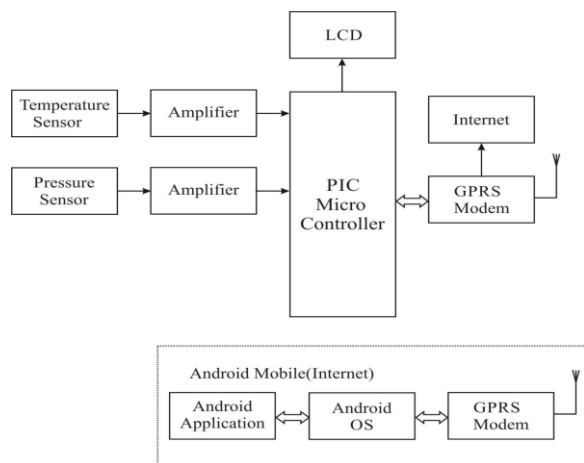 LCD
Temperature
Sensor
Amplifier
Internet
Pressure
Sensor
Amplifier
PIC
Micro
Controller
GPRS
Modem
Android Mobile(Internet)
Android
Application
Android
OS
GPRS
Modem